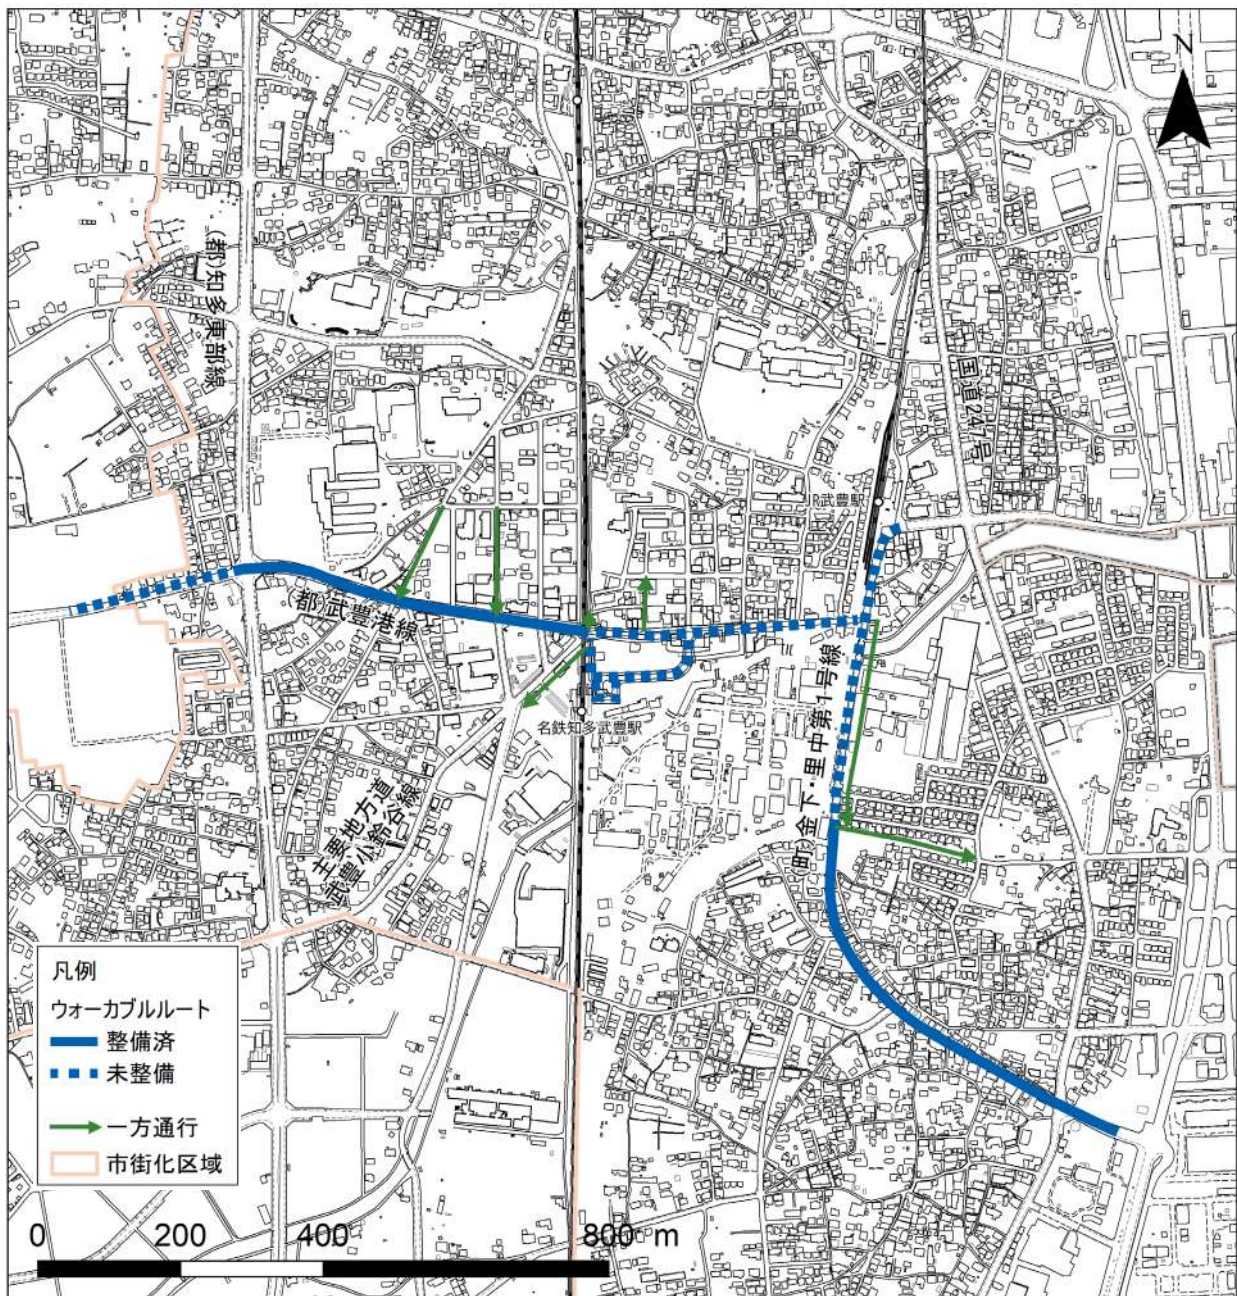 N
(都)知多東部線
国道247号
JR武豊駅
(都)武豊港線
名鉄知多武豊駅
(町)金下・里中第1号線
主要地方道
武豊小鈴谷線
凡例
ウォーカブルルート
整備済
未整備
一方通行
市街化区域
0 200 400 800 m